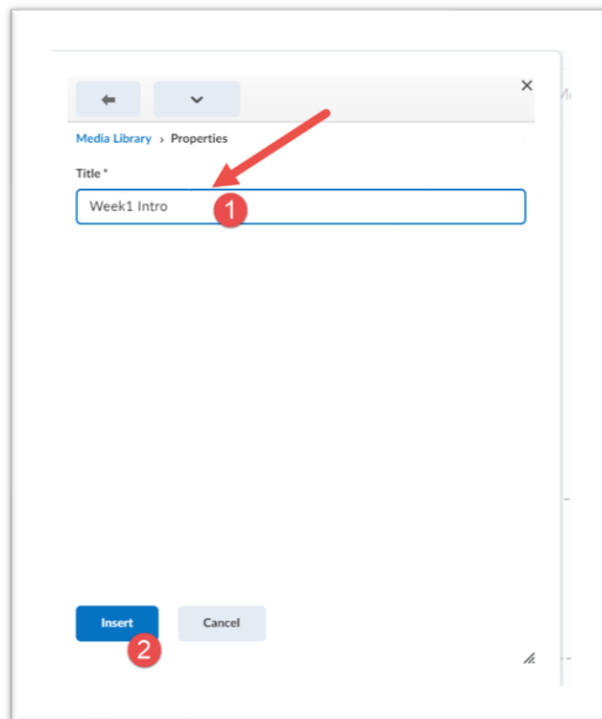 Media Library › Properties
Title *
Week1 Intro
1
Insert
Cancel
2